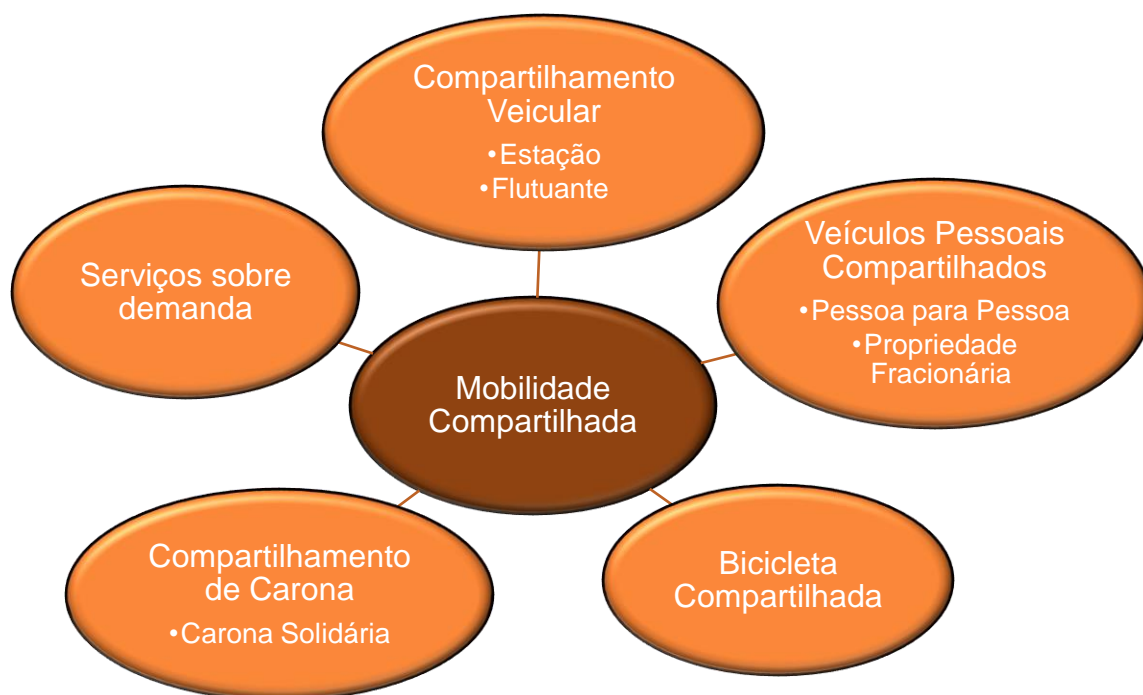 Compartilhamento
Veicular
•Estação
•Flutuante
Veículos Pessoais
Compartilhados
•Pessoa para Pessoa
•Propriedade
Fracionária
Serviços sobre
demanda
Mobilidade
Compartilhada
Compartilhamento
de Carona
•Carona Solidária
Bicicleta
Compartilhada